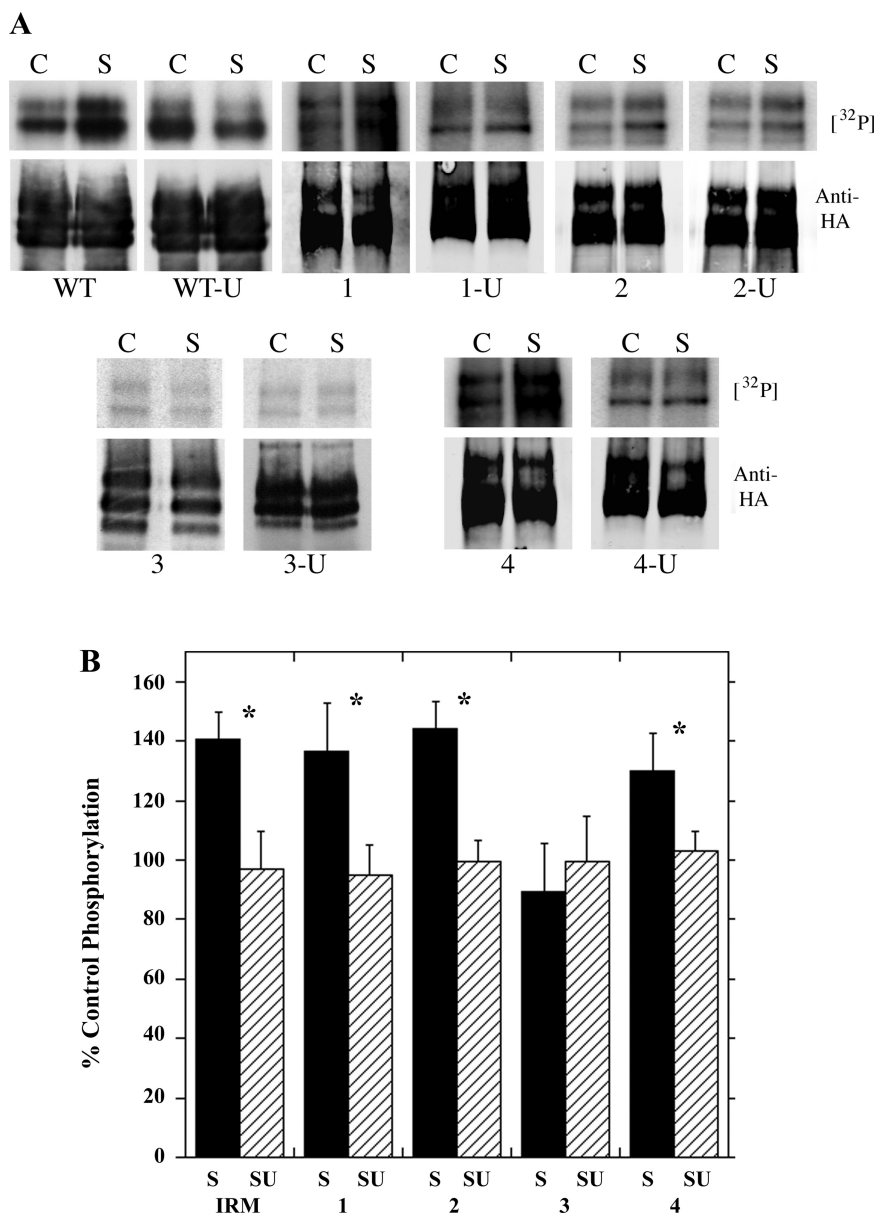 A
C S C S C S C S C S C S
[32P]
Anti-
HA
WT WT-U 1 1-U 2 2-U
C S C S C S C S
[32P]
Anti-
HA
3 3-U 4 4-U
B
% Control Phosphorylation
160
140
120
100
80
60
40
20
0
* * * *
S SU S SU S SU S SU S SU
IRM 1 2 3 4